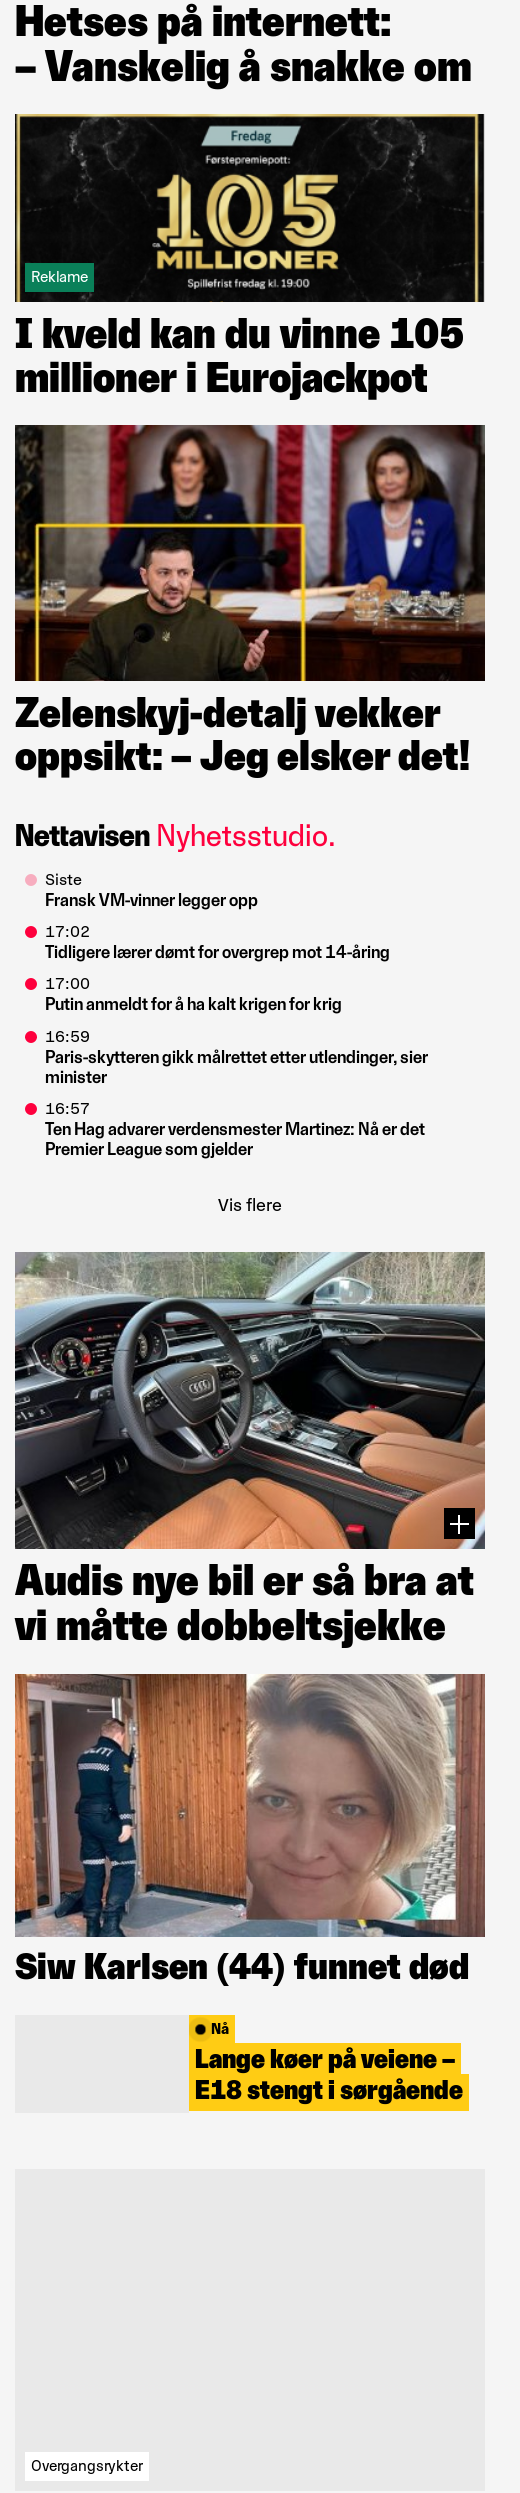 Hetses på internett:
– Vanskelig å snakke om
Fredag
Førstepremiepott:
105
MILLIONER
Spillefrist fredag kl. 19:00
Reklame
I kveld kan du vinne 105
millioner i Eurojackpot
Zelenskyj-detalj vekker
oppsikt: – Jeg elsker det!
Nettavisen Nyhetsstudio.
Siste
Fransk VM-vinner legger opp
17:02
Tidligere lærer dømt for overgrep mot 14-åring
17:00
Putin anmeldt for å ha kalt krigen for krig
16:59
Paris-skytteren gikk målrettet etter utlendinger, sier
minister
16:57
Ten Hag advarer verdensmester Martinez: Nå er det
Premier League som gjelder
Vis flere
Audis nye bil er så bra at
vi måtte dobbeltsjekke
Siw Karlsen (44) funnet død
Nå
Lange køer på veiene –
E18 stengt i sørgående
Overgangsrykter